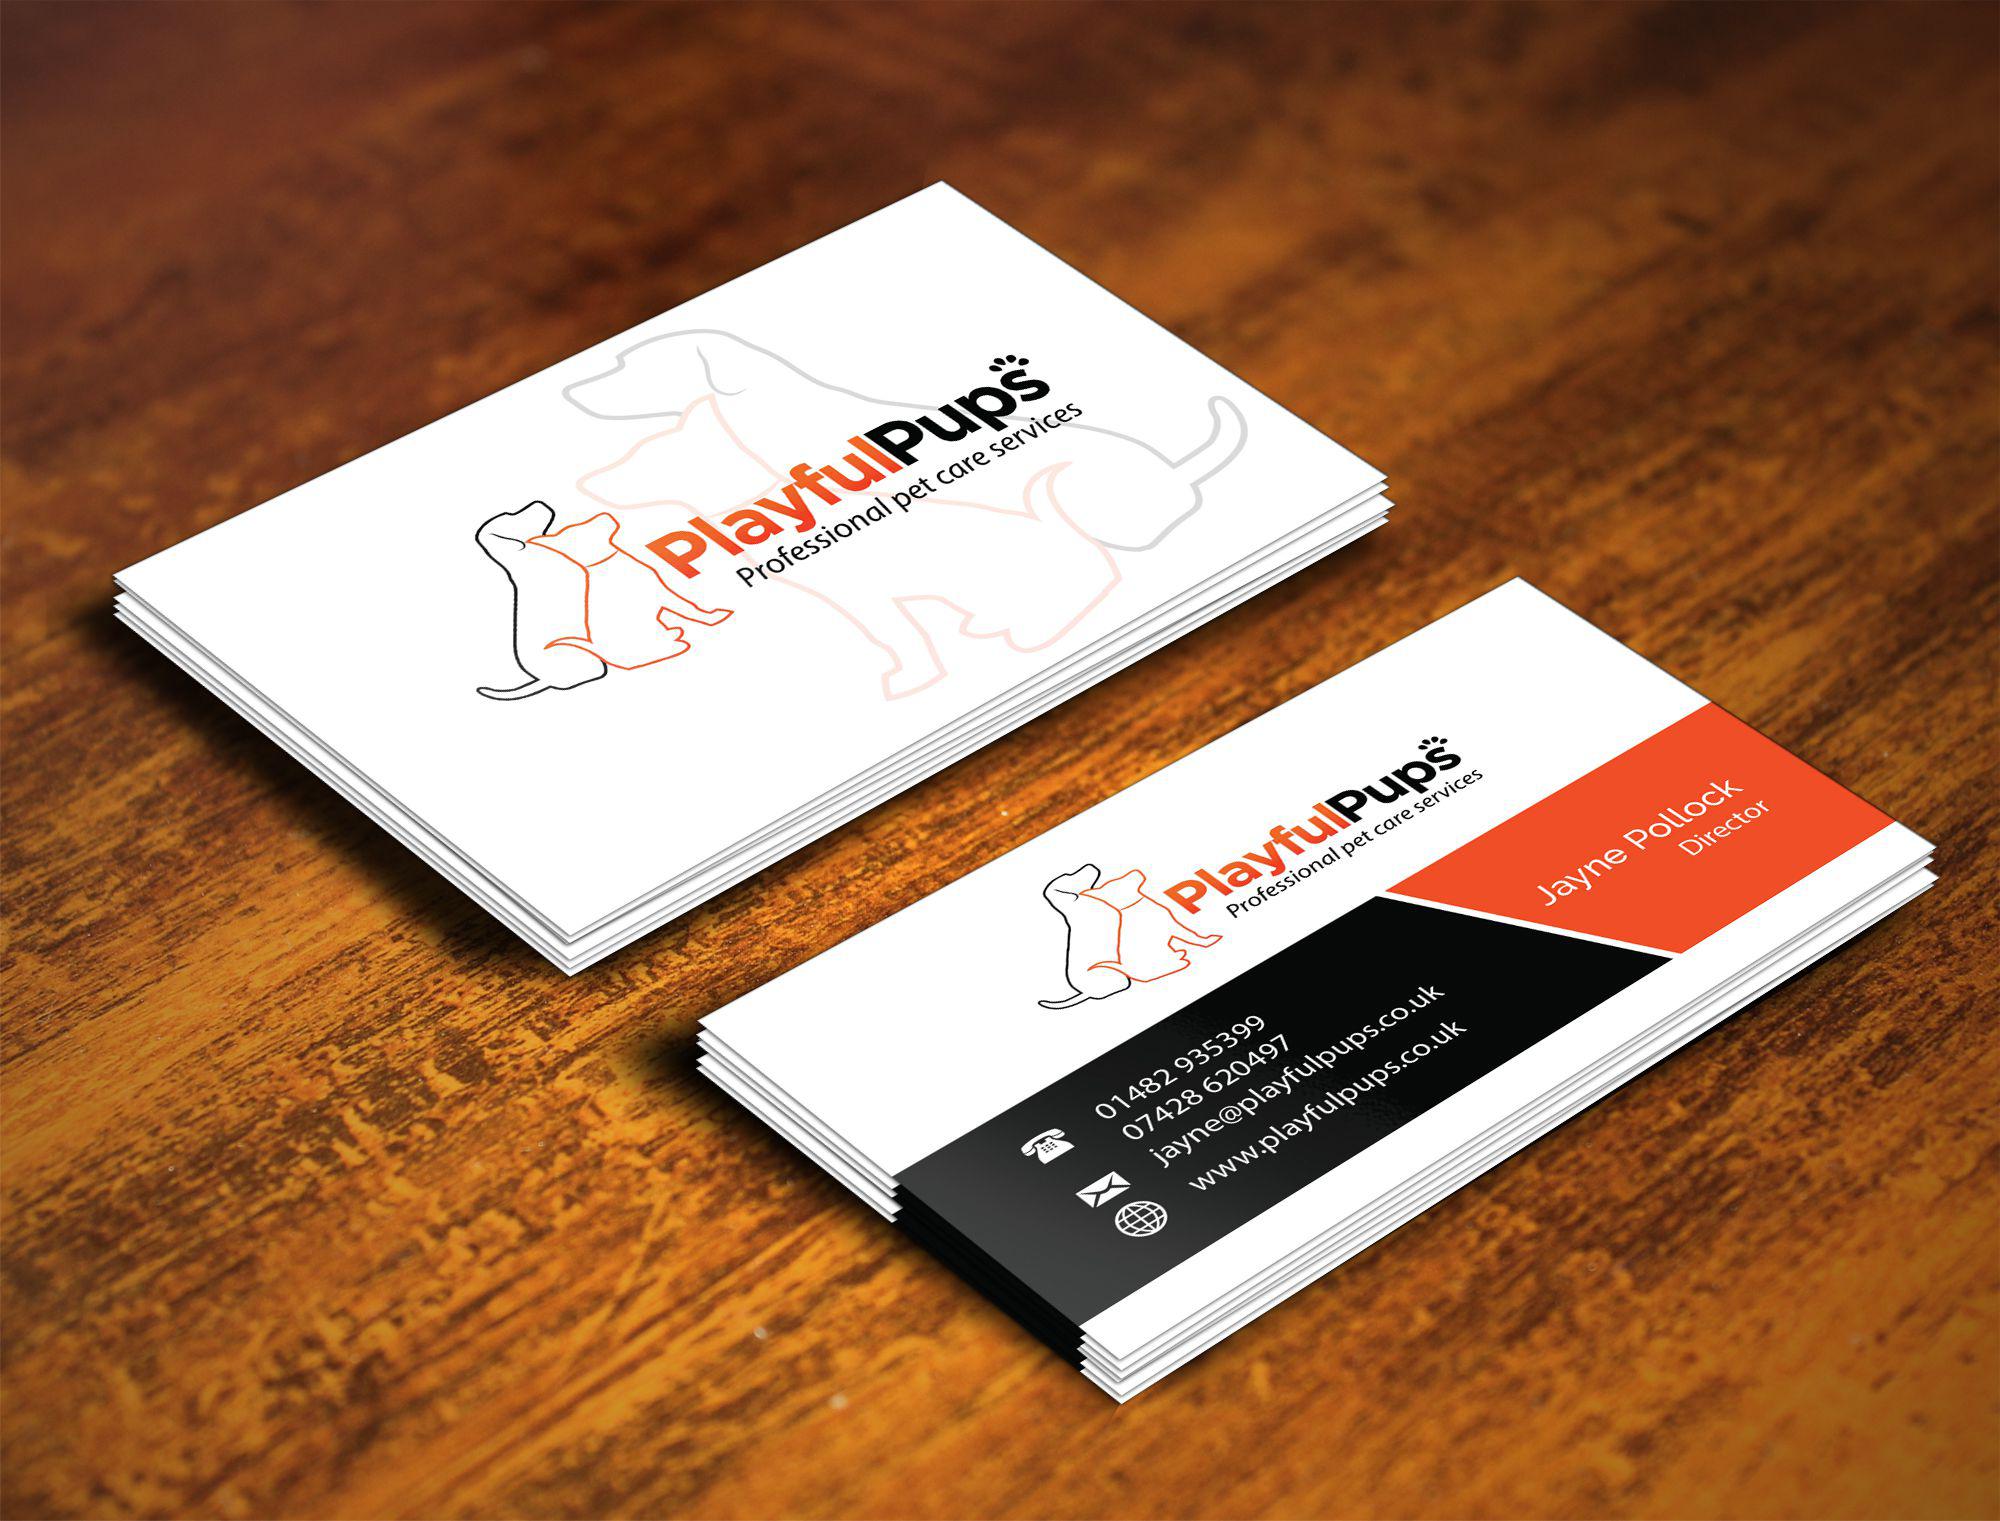 PlayfulPups
Professional pet care services
PlayfulPups
Professional pet care services
Jayne Pollock
Director
01482 935399
07428 620497
jayne@playfulpups.co.uk
www.playfulpups.co.uk